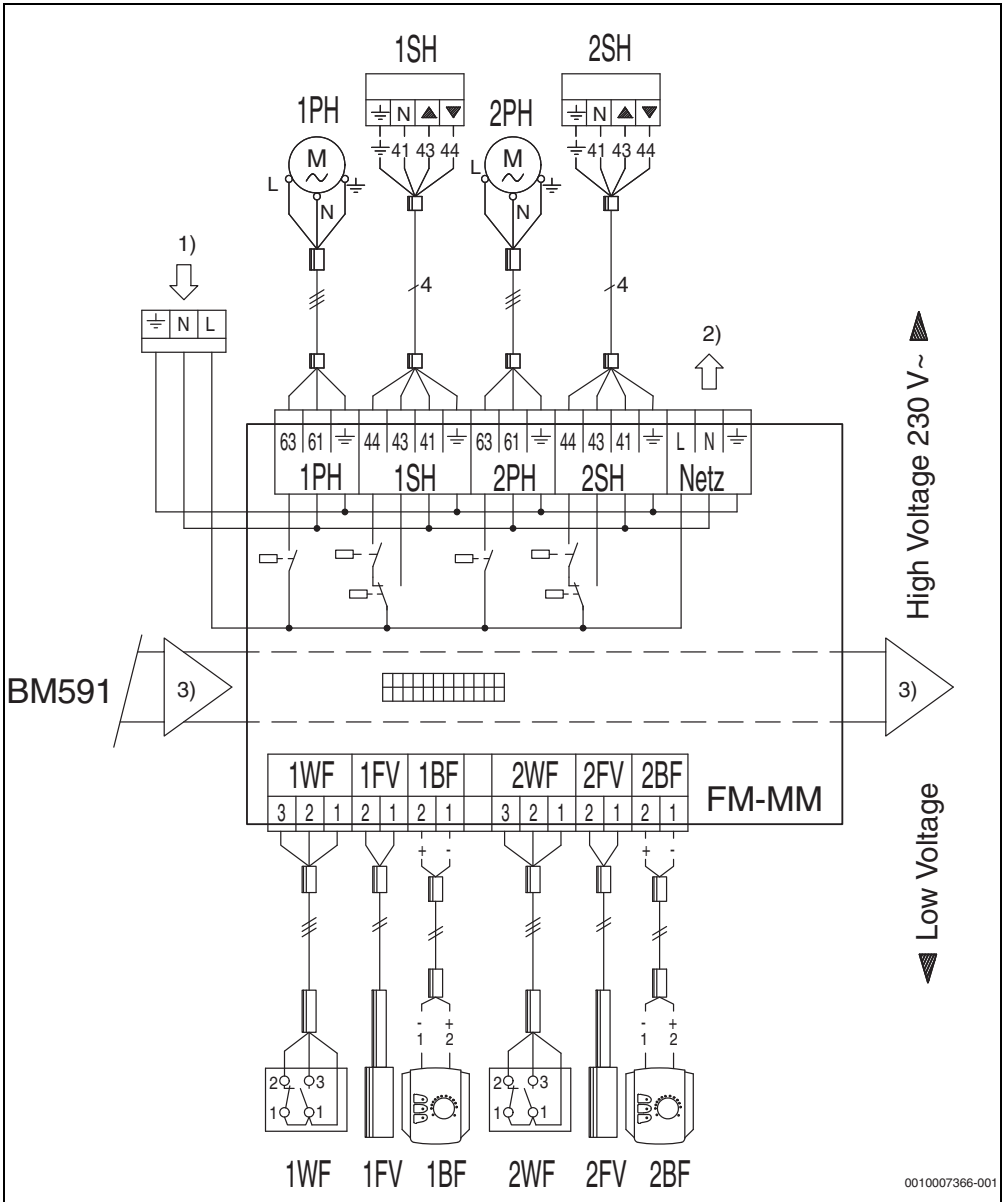 1SH 2SH
1PH 2PH
⏚ N ▲ ▼ ⏚ N ▲ ▼
⏚ 41 43 44 ⏚ 41 43 44
M ~ M ~
L N ⏚ L N ⏚
1)
⏚ N L
4 4
2)
63 61 ⏚ 44 43 41 ⏚ 63 61 ⏚ 44 43 41 ⏚ L N ⏚
1PH 1SH 2PH 2SH Netz
High Voltage 230 V~ ▲
BM591 3) 3)
1WF 1FV 1BF 2WF 2FV 2BF
FM-MM
3 2 1 2 1 2 1 3 2 1 2 1 2 1
+ - + -
▼ Low Voltage
- + - +
1 2 1 2
2 3 2 3
1 1 1 1
1WF 1FV 1BF 2WF 2FV 2BF
0010007366-001